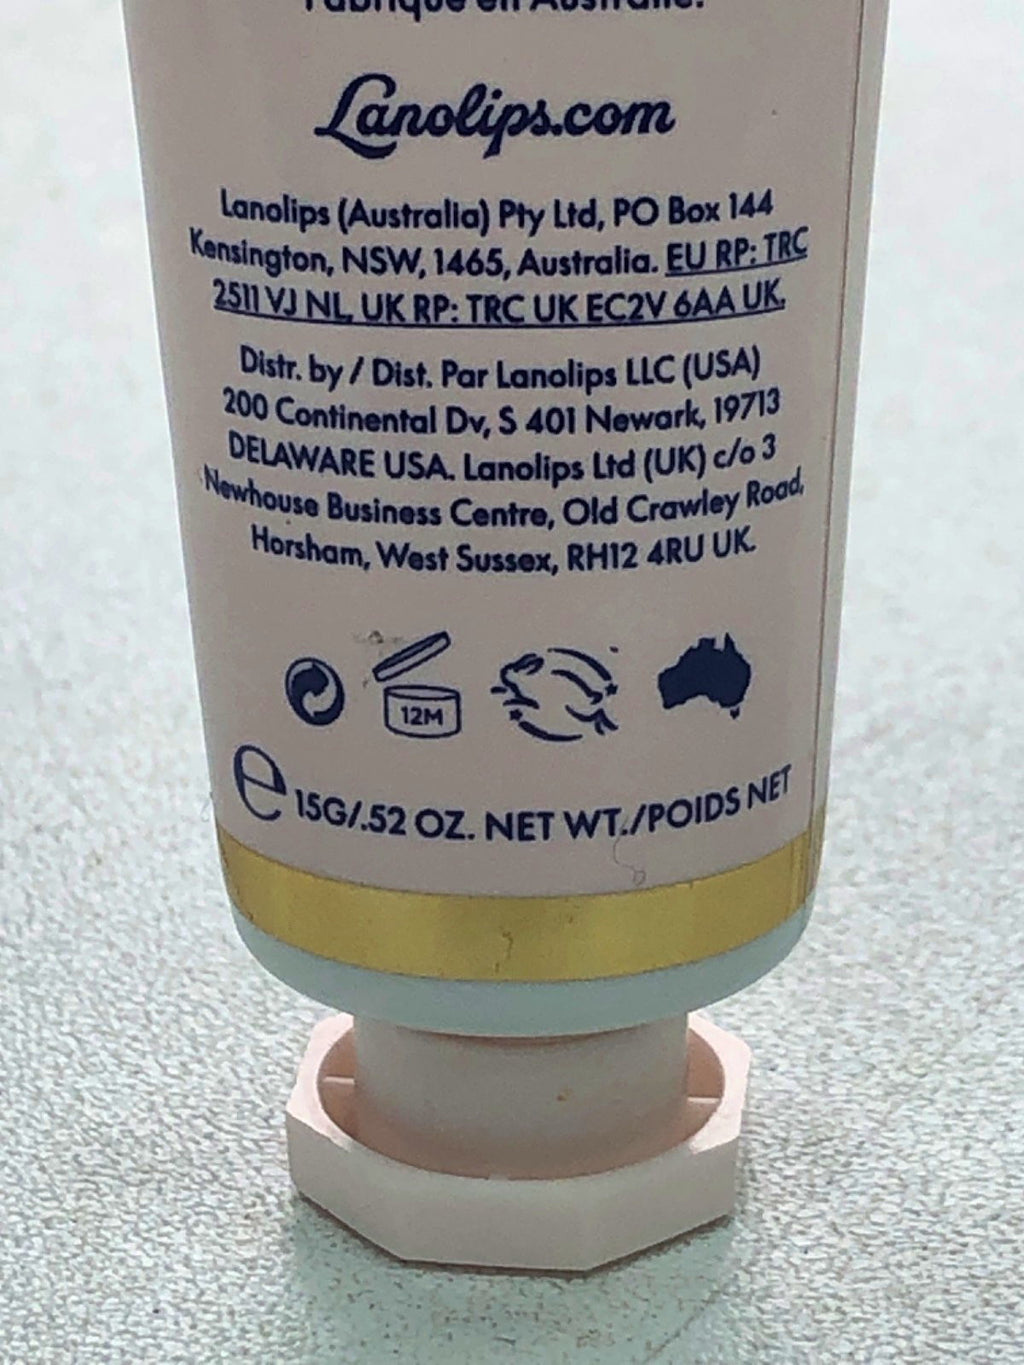 Fabriqué en Australie.
Lanolips.com
Lanolips (Australia) Pty Ltd, PO Box 144
Kensington, NSW, 1465, Australia. EU RP: TRC
2511 VJ NL UK RP: TRC UK EC2V 6AA UK.
Distr. by / Dist. Par Lanolips LLC (USA)
200 Continental Dv, S 401 Newark, 19713
DELAWARE USA. Lanolips Ltd (UK) c/o 3
Newhouse Business Centre, Old Crawley Road,
Horsham, West Sussex, RH12 4RU UK.
12M
e 15G/.52 OZ. NET WT./POIDS NET